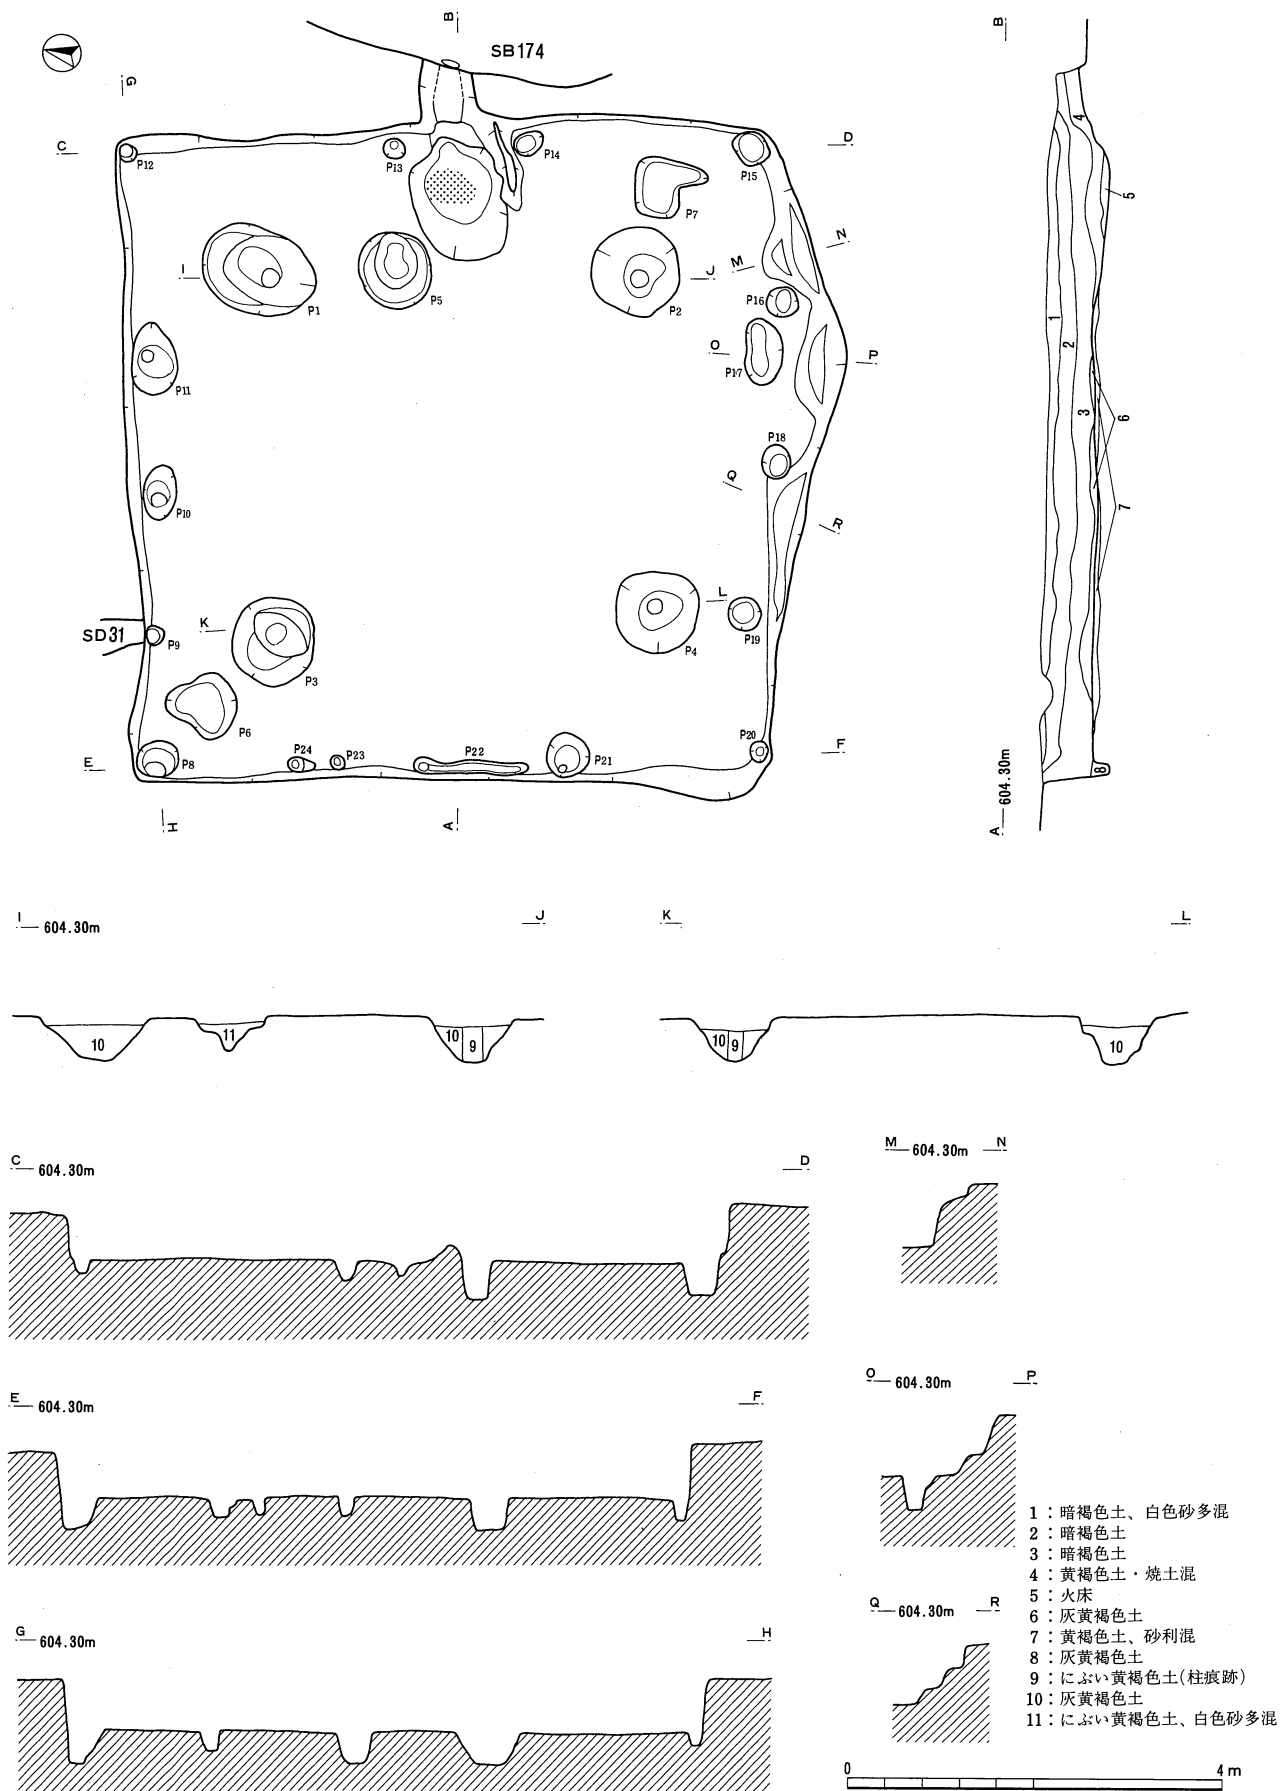 B
SB174
G
C
D
P12
P13
P14
P15
P7
N
M
I
J
P1
P5
P2
P16
O
P
P17
P11
P18
Q
P10
R
L
K
SD31
P9
P3
P4
P19
P6
P24
P23
P22
P20
F
E
P8
P21
H
A
B
4
5
1
2
3
6
7
8
A 604.30m
I 604.30m J
K L
10 11 10 9
10 9 10
C 604.30m D
M 604.30m N
E 604.30m F
O 604.30m P
G 604.30m H
Q 604.30m R
1:暗褐色土、白色砂多混
2:暗褐色土
3:暗褐色土
4:黄褐色土・焼土混
5:火床
6:灰黄褐色土
7:黄褐色土、砂利混
8:灰黄褐色土
9:にぶい黄褐色土(柱痕跡)
10:灰黄褐色土
11:にぶい黄褐色土、白色砂多混
0 4m